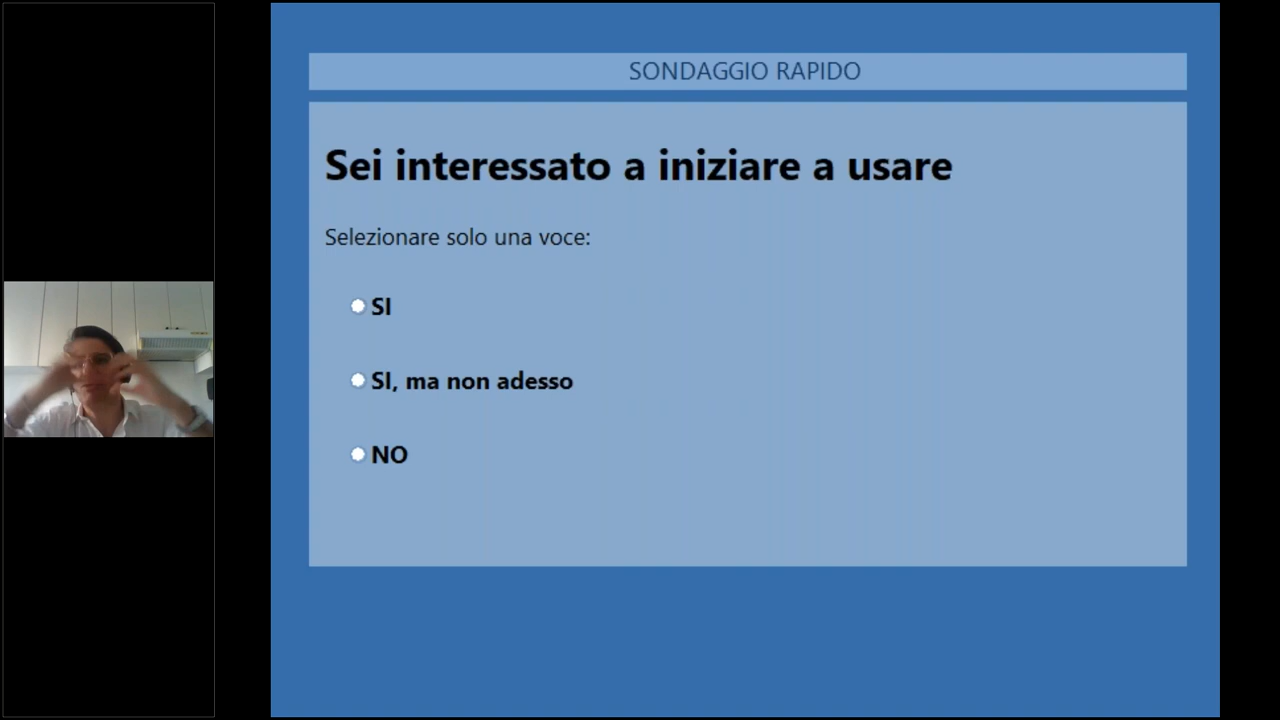 SONDAGGIO RAPIDO
Sei interessato a iniziare a usare
Selezionare solo una voce:
SI
SI, ma non adesso
NO